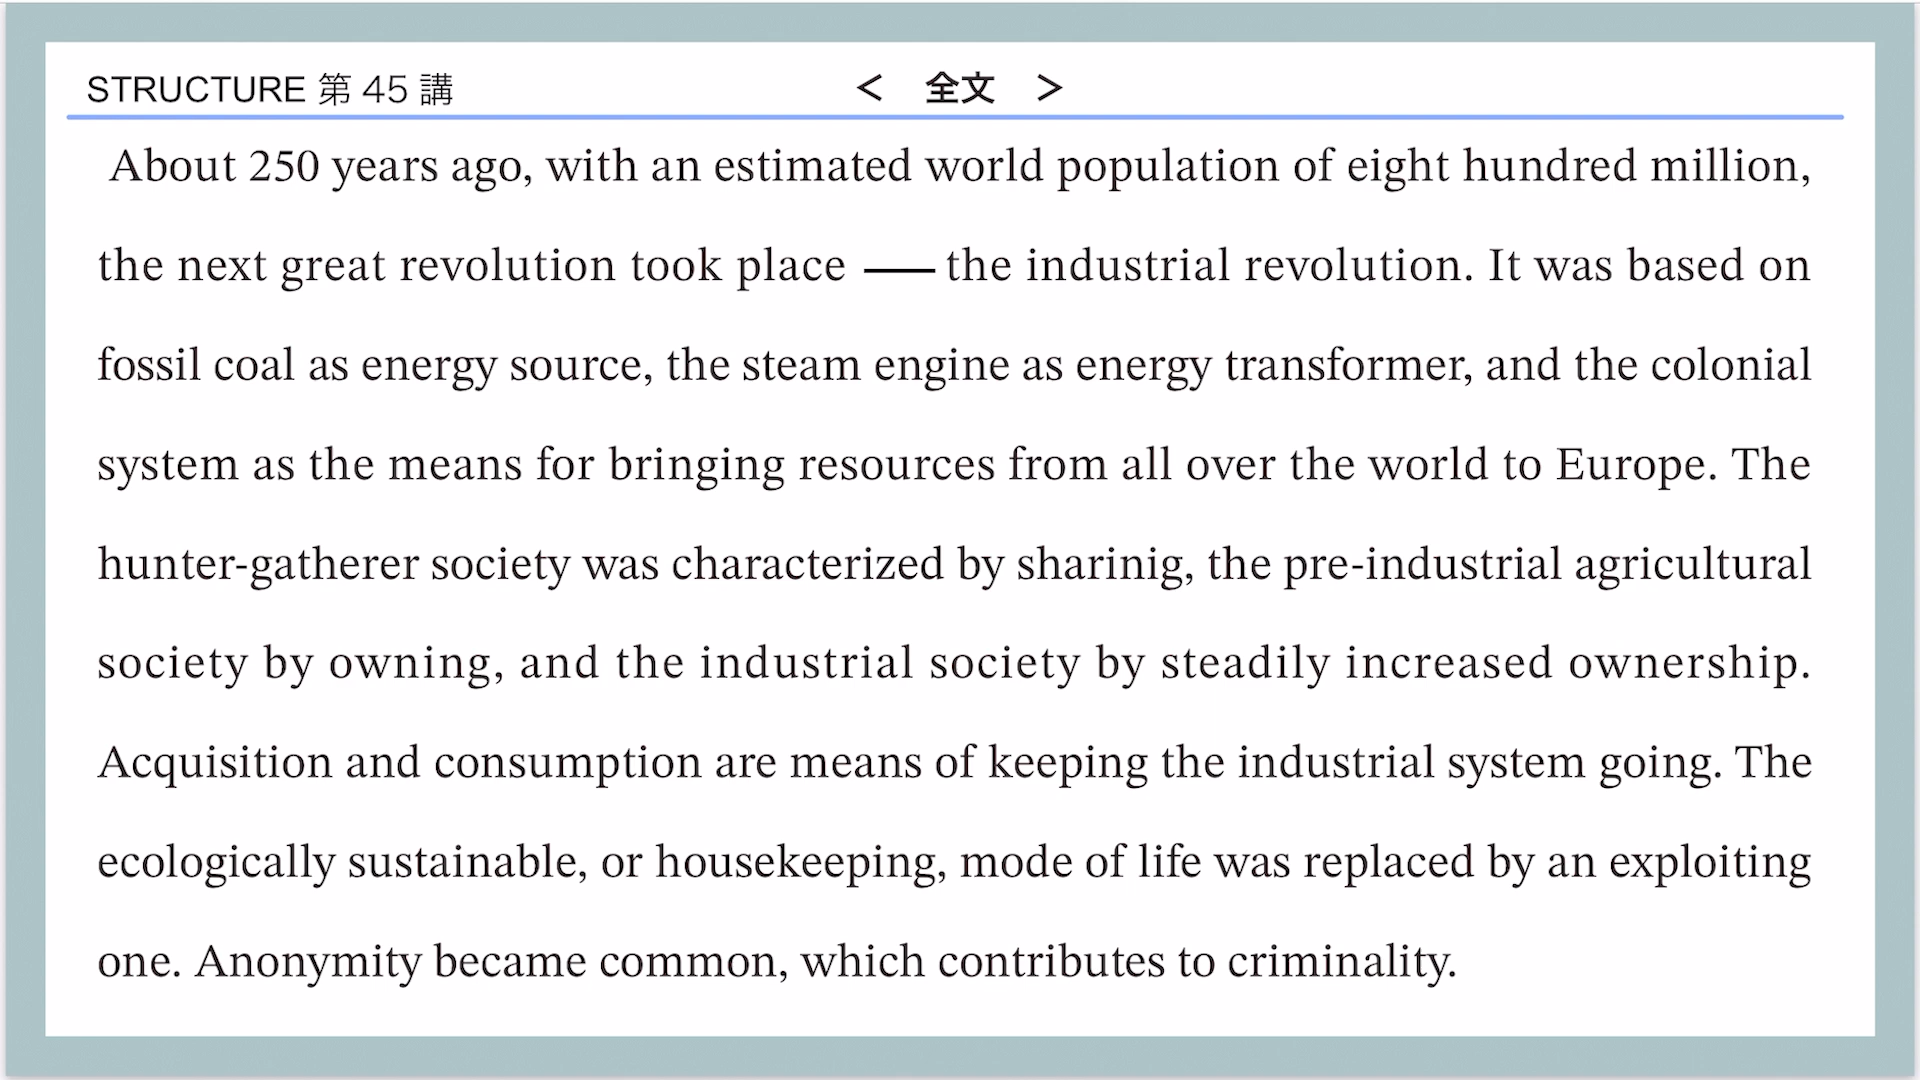 STRUCTURE 第 45 講
＜ 全文 ＞
About 250 years ago, with an estimated world population of eight hundred million,
the next great revolution took place ―― the industrial revolution. It was based on
fossil coal as energy source, the steam engine as energy transformer, and the colonial
system as the means for bringing resources from all over the world to Europe. The
hunter-gatherer society was characterized by sharinig, the pre-industrial agricultural
society by owning, and the industrial society by steadily increased ownership.
Acquisition and consumption are means of keeping the industrial system going. The
ecologically sustainable, or housekeeping, mode of life was replaced by an exploiting
one. Anonymity became common, which contributes to criminality.